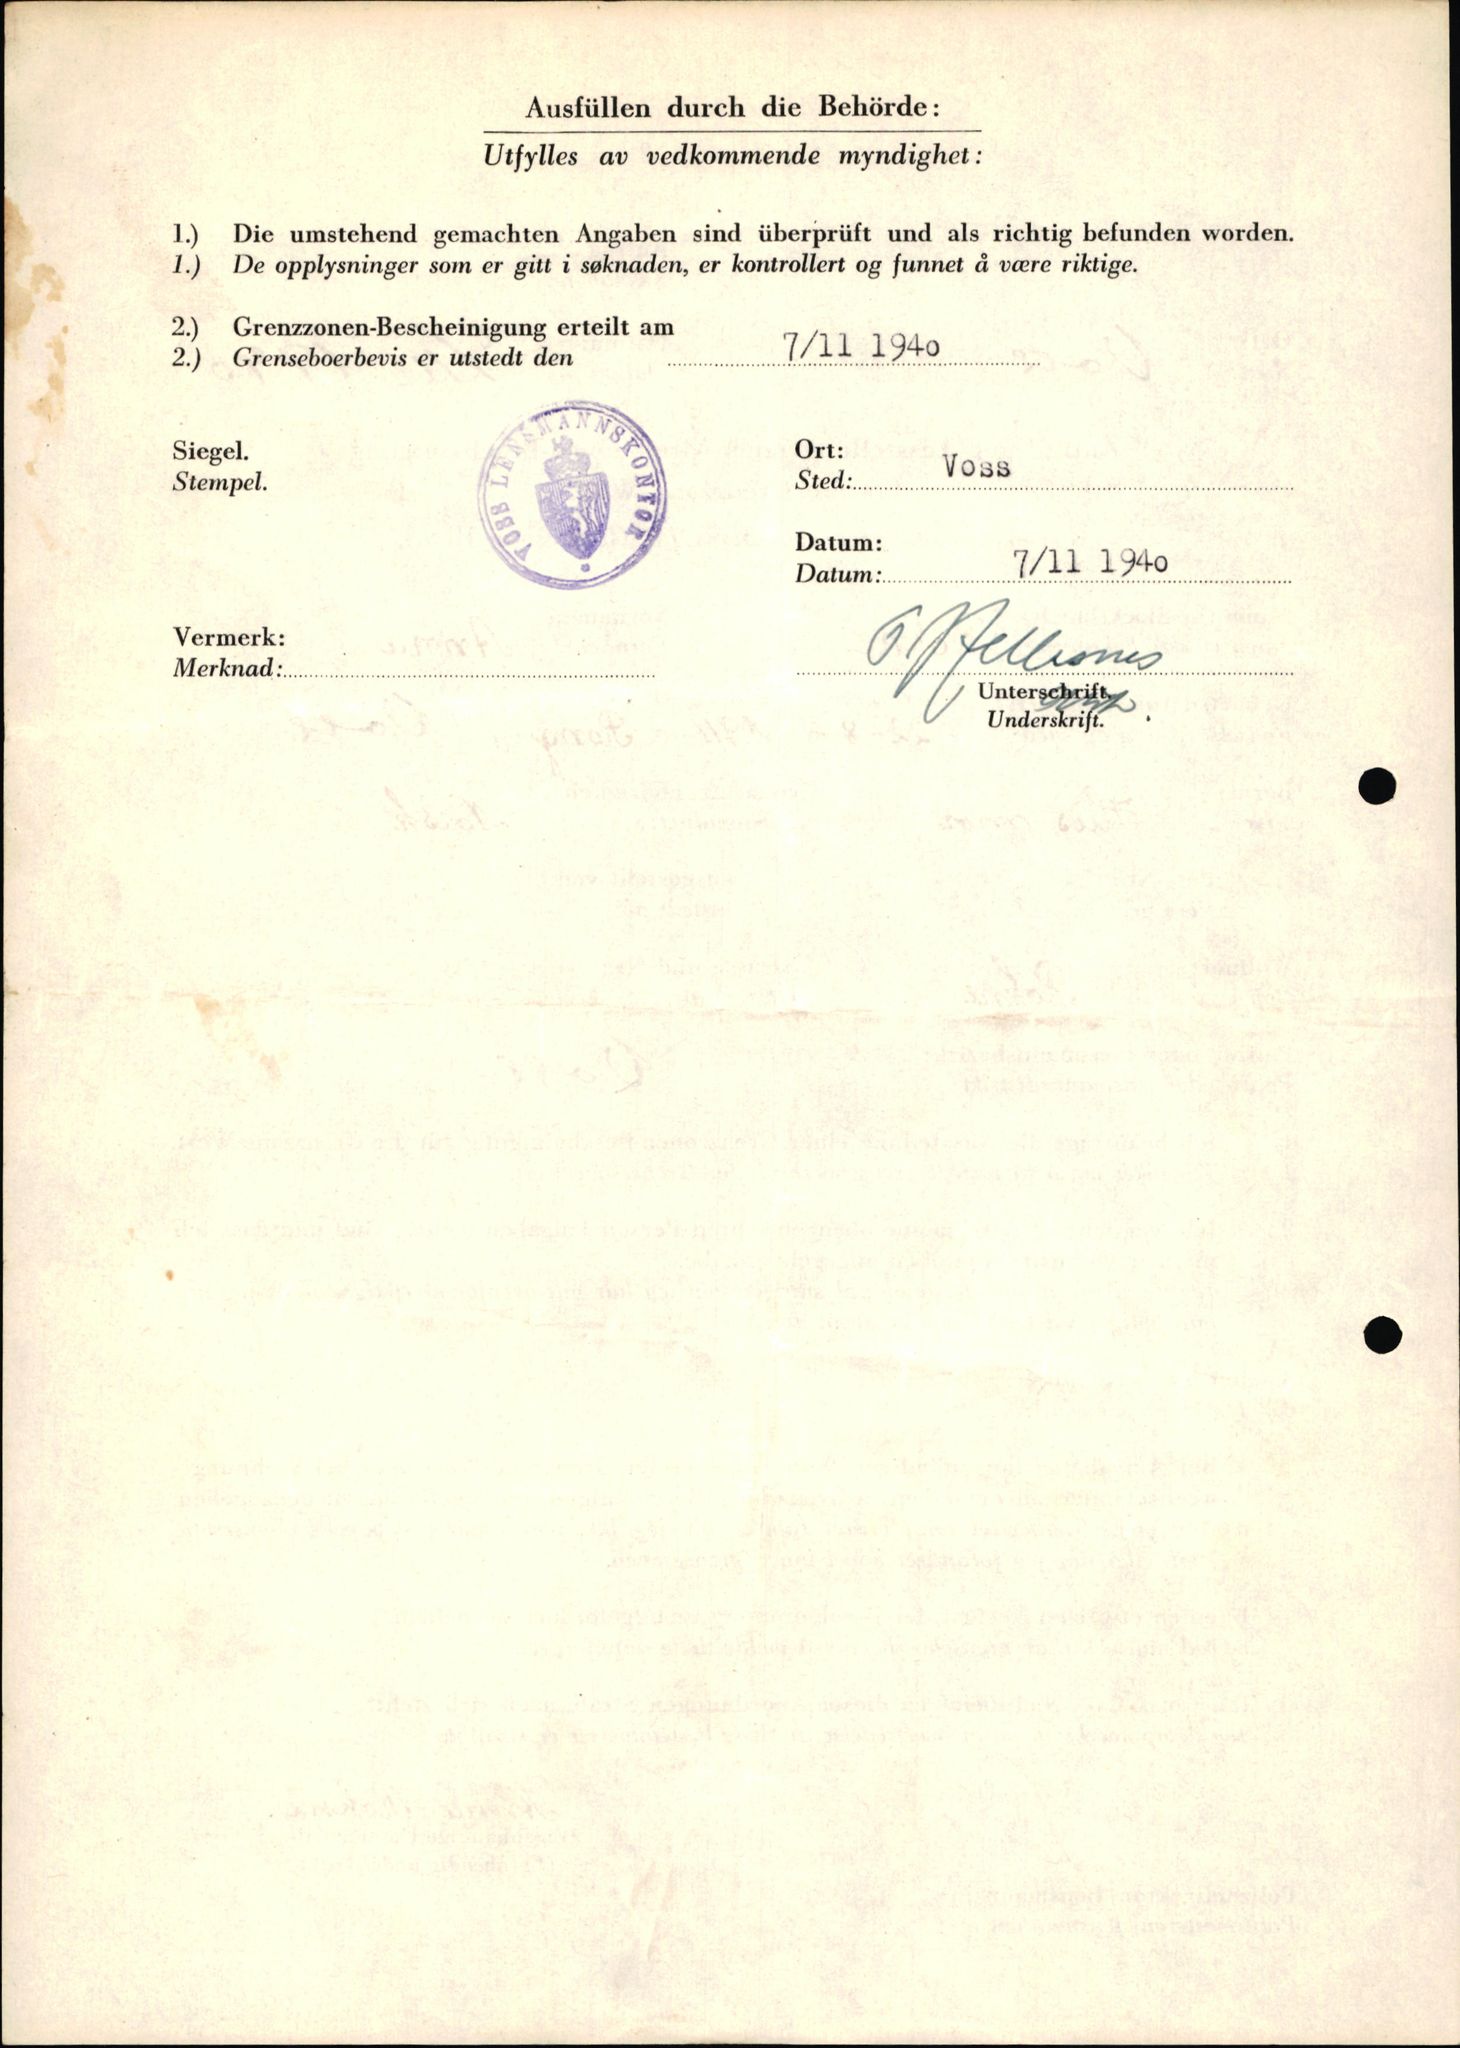 Ausfüllen durch die Behörde:
Utfylles av vedkommende myndighet:
1.) Die umstehend gemachten Angaben sind überprüft und als richtig befunden worden.
1.) De opplysninger som er gitt i søknaden, er kontrollert og funnet å være riktige.
2.) Grenzzonen-Bescheinigung erteilt am
2.) Grenseboerbevis er utstedt den 7/11 1940
Siegel.
Stempel.
VOSS LENSMANNSKONTOR
Ort:
Sted: Voss
Datum:
Datum: 7/11 1940
Vermerk:
Merknad:
Unterschrift.
Underskrift.